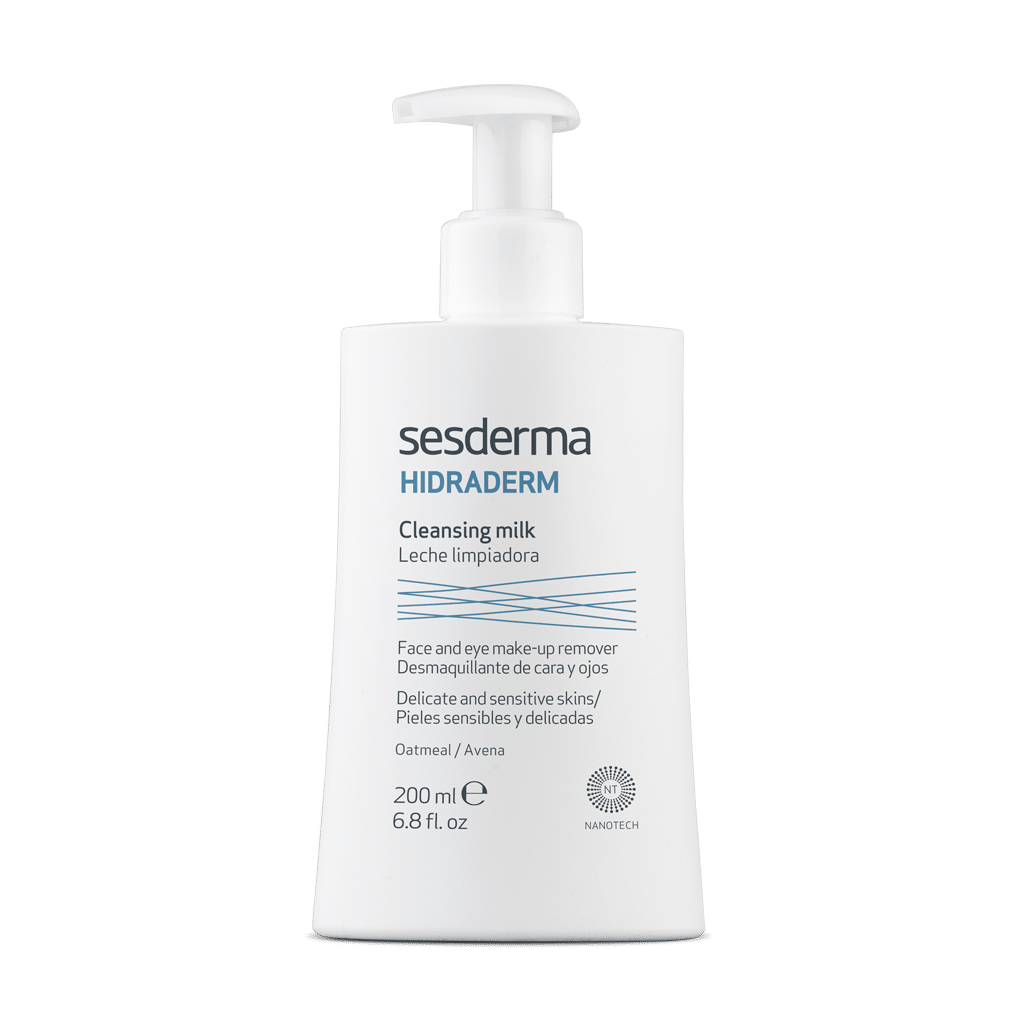 sesderma
HIDRADERM
Cleansing milk
Leche limpiadora
Face and eye make-up remover
Desmaquillante de cara y ojos
Delicate and sensitive skins/
Pieles sensibles y delicadas
Oatmeal / Avena
200 ml ℮
6.8 fl. oz
NT
NANOTECH